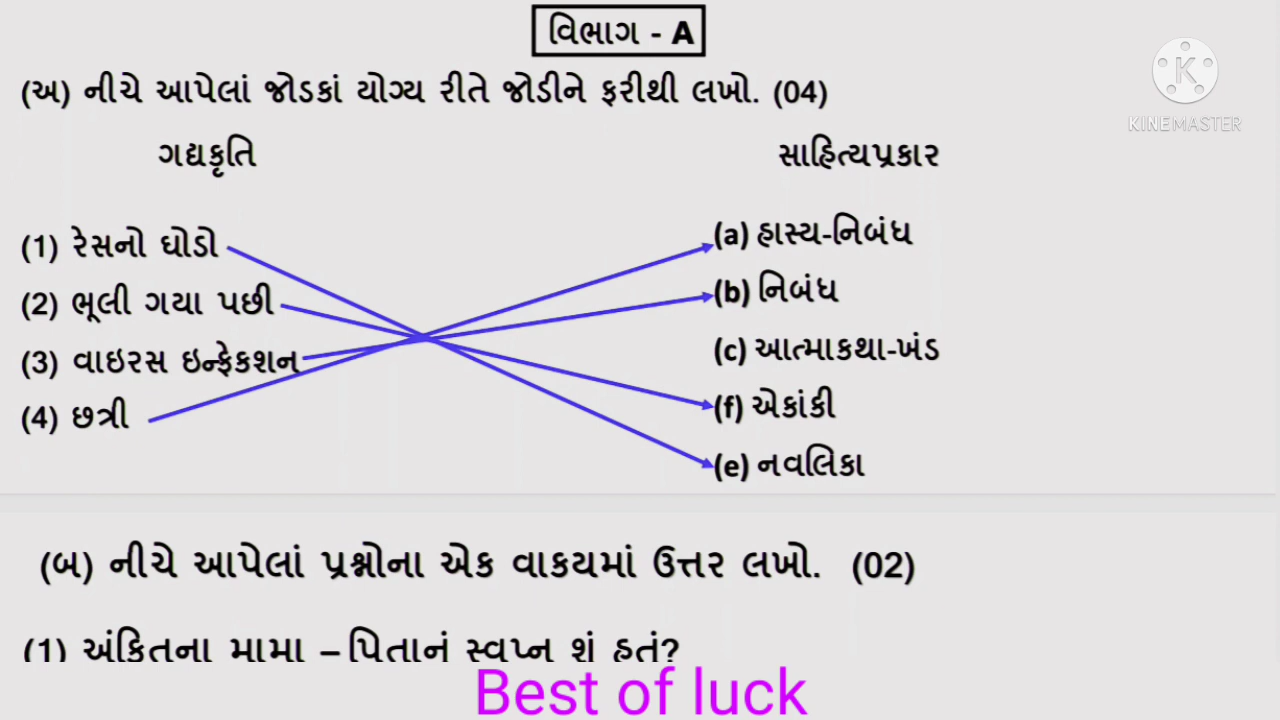 વિભાગ - A
(અ) નીચે આપેલાં જોડકાં યોગ્ય રીતે જોડીને ફરીથી લખો. (04)
KINEMASTER
ગદ્યકૃતિ
સાહિત્યપ્રકાર
(1) રેસનો ઘોડો
(a) હાસ્ય-નિબંધ
(2) ભૂલી ગયા પછી
(b) નિબંધ
(3) વાઇરસ ઇન્ફેકશન
(c) આત્માકથા-ખંડ
(4) છત્રી
(f) એકાંકી
(e) નવલિકા
(બ) નીચે આપેલાં પ્રશ્નોના એક વાકયમાં ઉત્તર લખો. (02)
(1) અંકિતના મામા – પિતાનું સ્વપ્ન શું હતું?
Best of luck